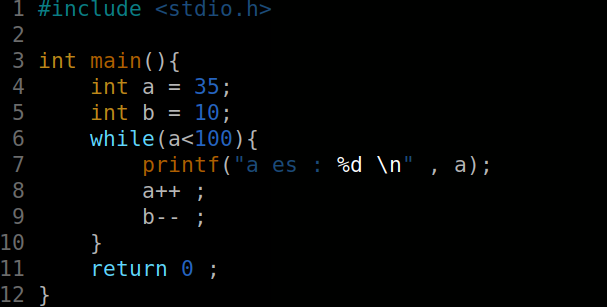 1 #include <stdio.h>
2
3 int main(){
4     int a = 35;
5     int b = 10;
6     while(a<100){
7         printf("a es : %d \n" , a);
8         a++ ;
9         b-- ;
10     }
11     return 0 ;
12 }